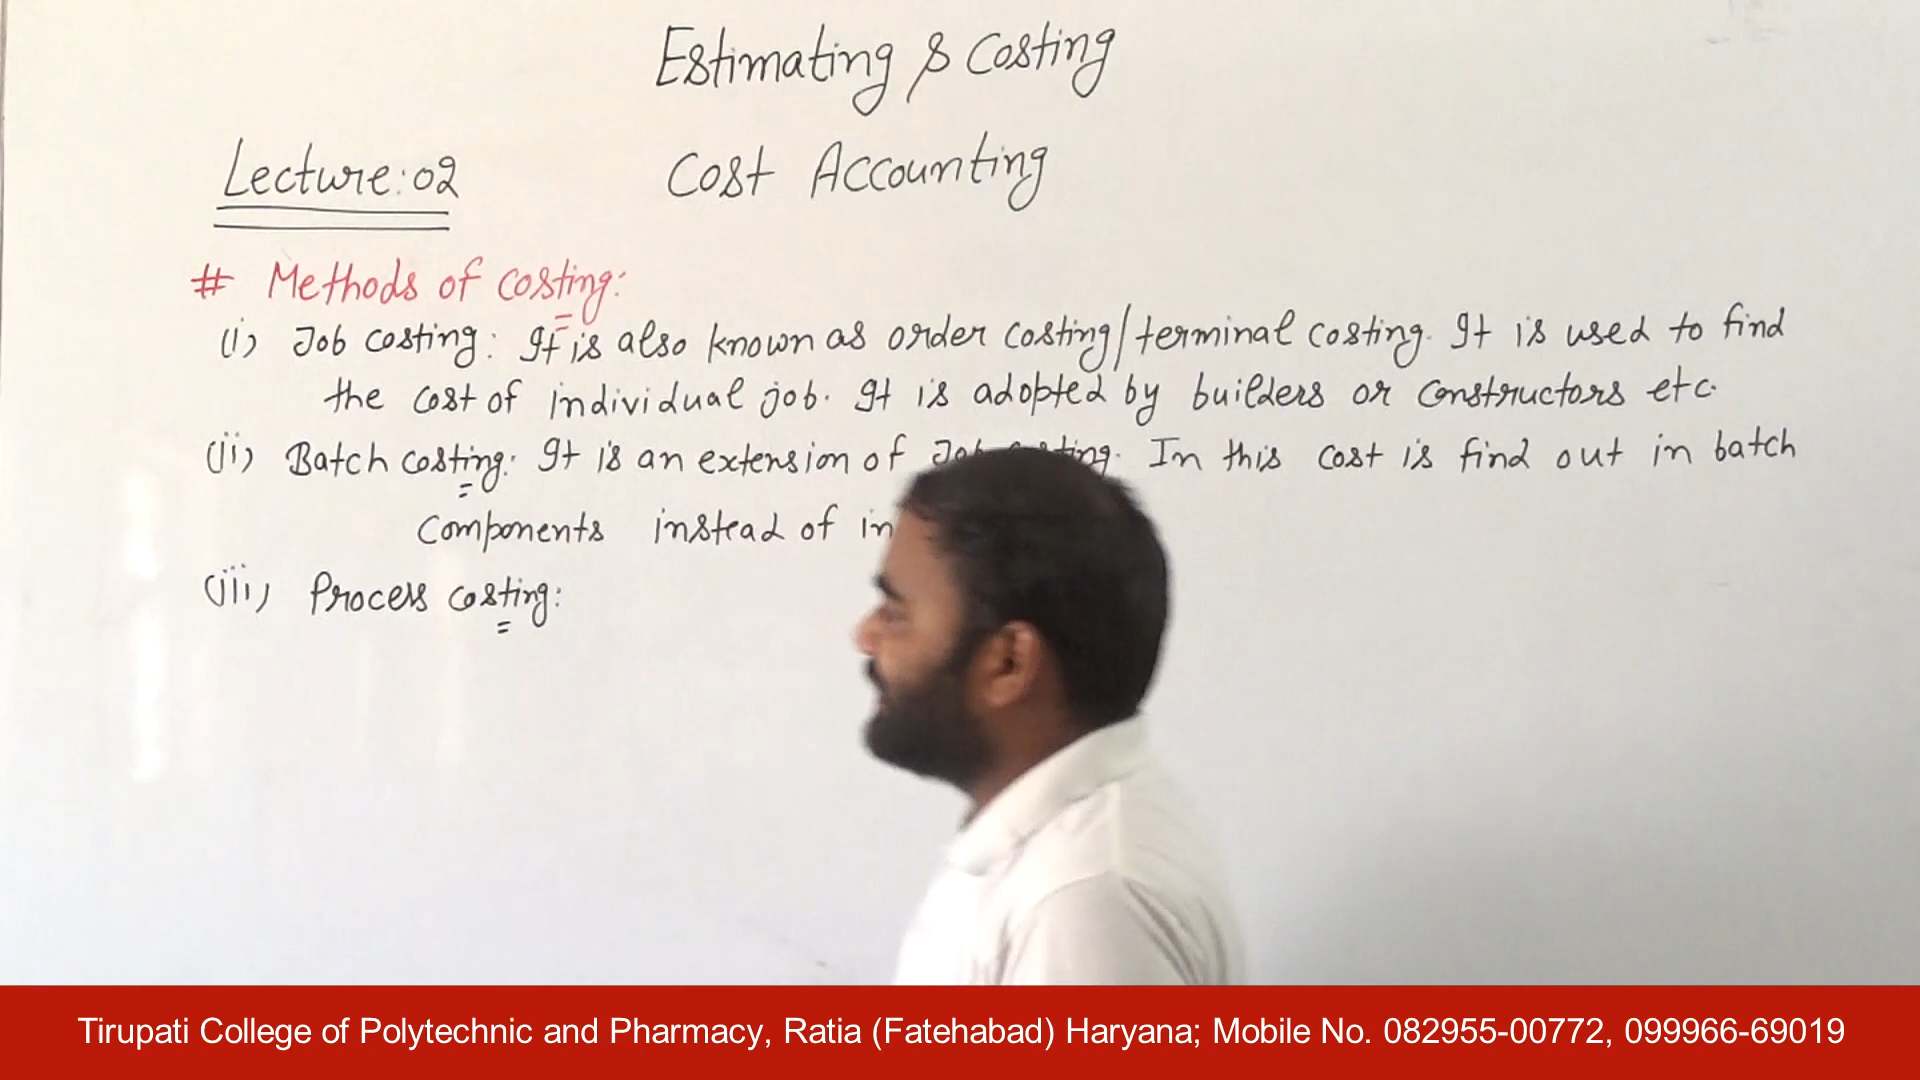 Estimating & Costing
Lecture:02
Cost Accounting
# Methods of costing:
(i) Job costing: It is also known as order costing/terminal costing. It is used to find
the cost of individual job. It is adopted by builders or constructors etc.
(ii) Batch costing: It is an extension of Job costing. In this cost is find out in batch
components instead of
(iii) Process costing:
Tirupati College of Polytechnic and Pharmacy, Ratia (Fatehabad) Haryana; Mobile No. 082955-00772, 099966-69019